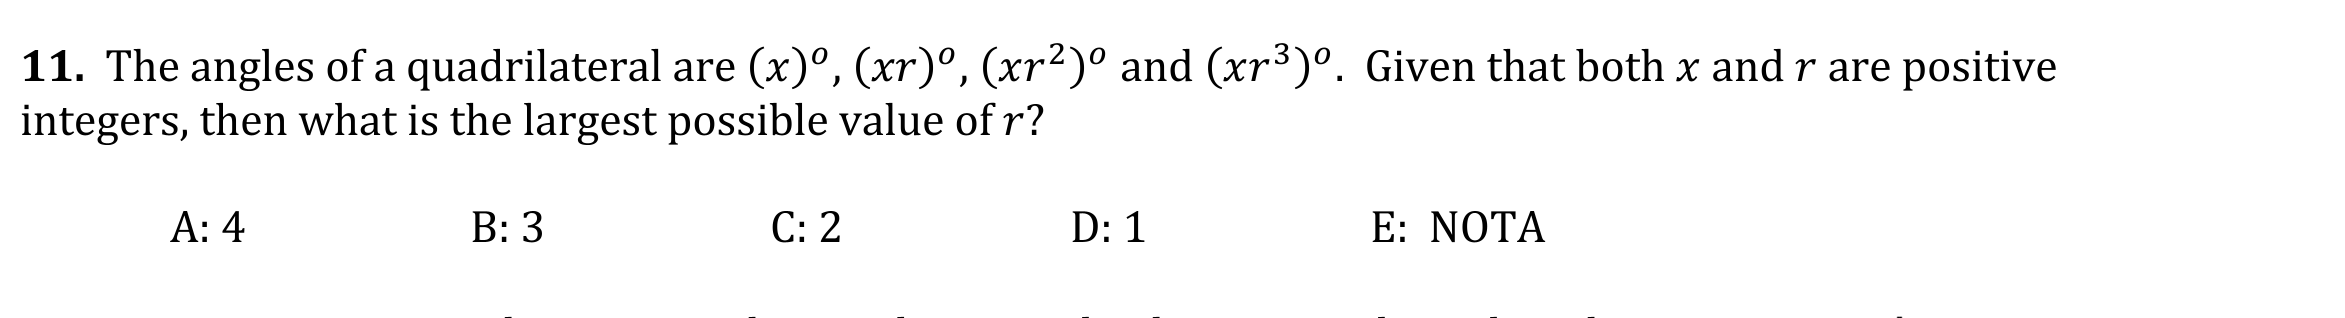 11. The angles of a quadrilateral are (x)º, (xr)º, (xr²)º and (xr³)º. Given that both x and r are positive
integers, then what is the largest possible value of r?
A: 4 B: 3 C: 2 D: 1 E: NOTA